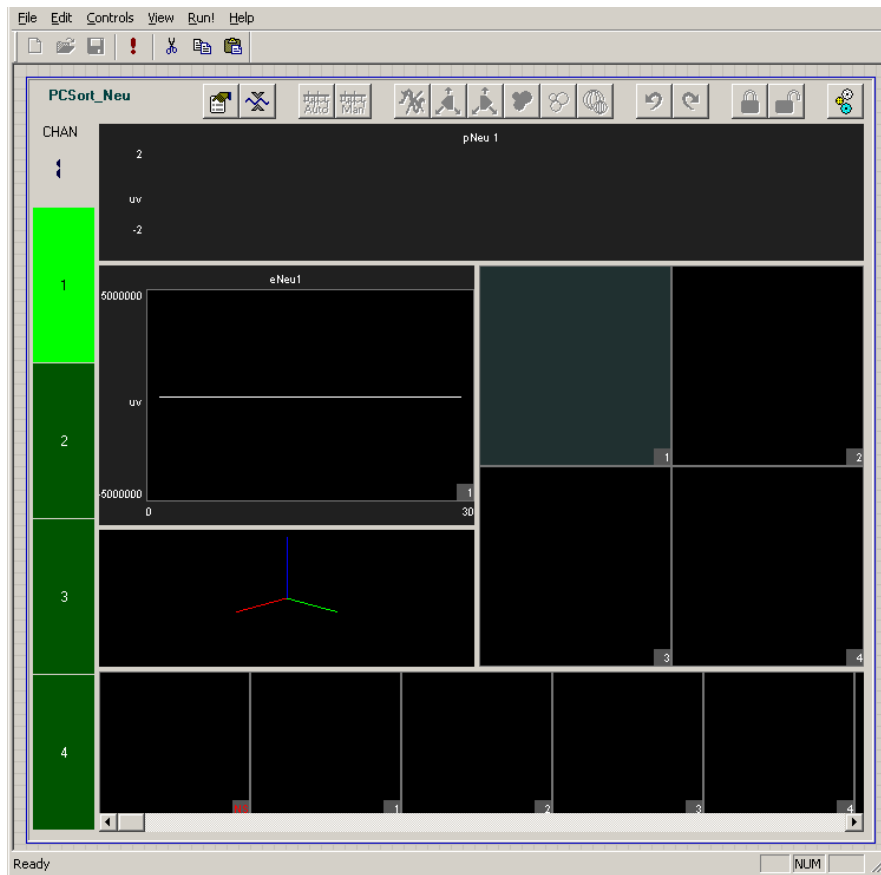 File Edit Controls View Run! Help
PCSort_Neu
Auto Man
CHAN
1
pNeu 1
2
uv
-2
1
eNeu1
5000000
uv
-5000000
0 30
1
1
2
2
3
3
4
4
1 2 3 4
Ready
NUM